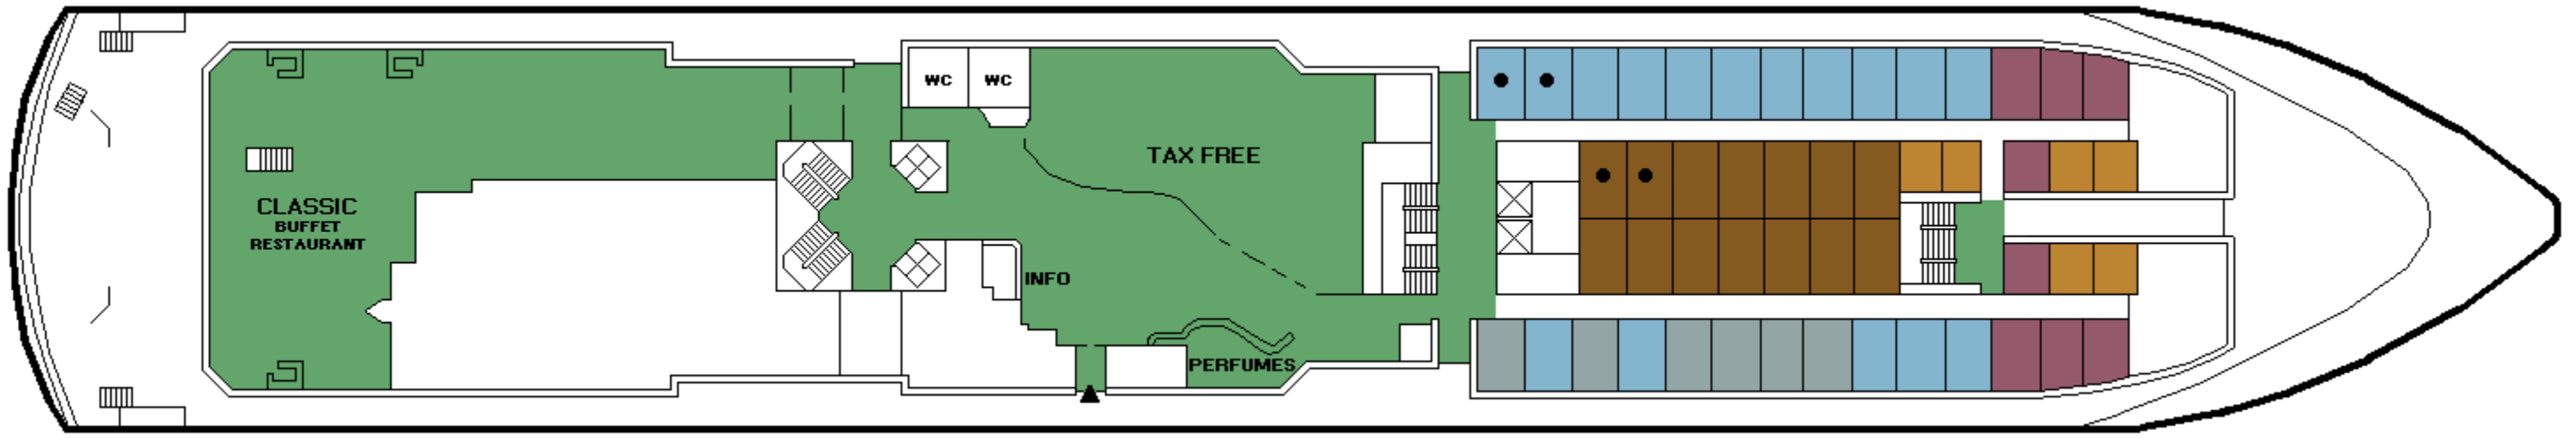 WC
WC
TAX FREE
CLASSIC
BUFFET
RESTAURANT
INFO
PERFUMES